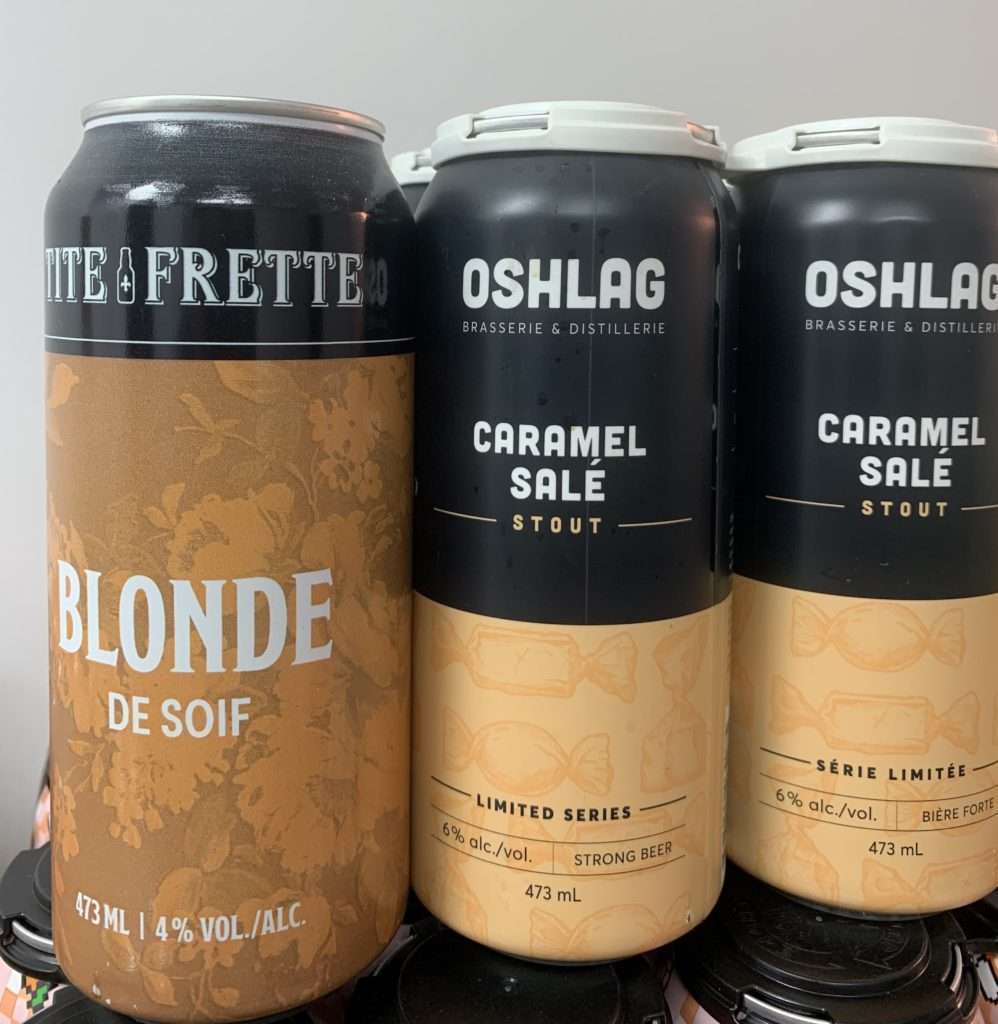 TITE FRETTE
BLONDE
DE SOIF
473 ML | 4% VOL./ALC.
OSHLAG
BRASSERIE & DISTILLERIE
CARAMEL
SALÉ
STOUT
LIMITED SERIES
6% alc./vol. STRONG BEER
473 mL
OSHLAG
BRASSERIE & DISTILLERIE
CARAMEL
SALÉ
STOUT
SÉRIE LIMITÉE
6% alc./vol. BIÈRE FORTE
473 mL